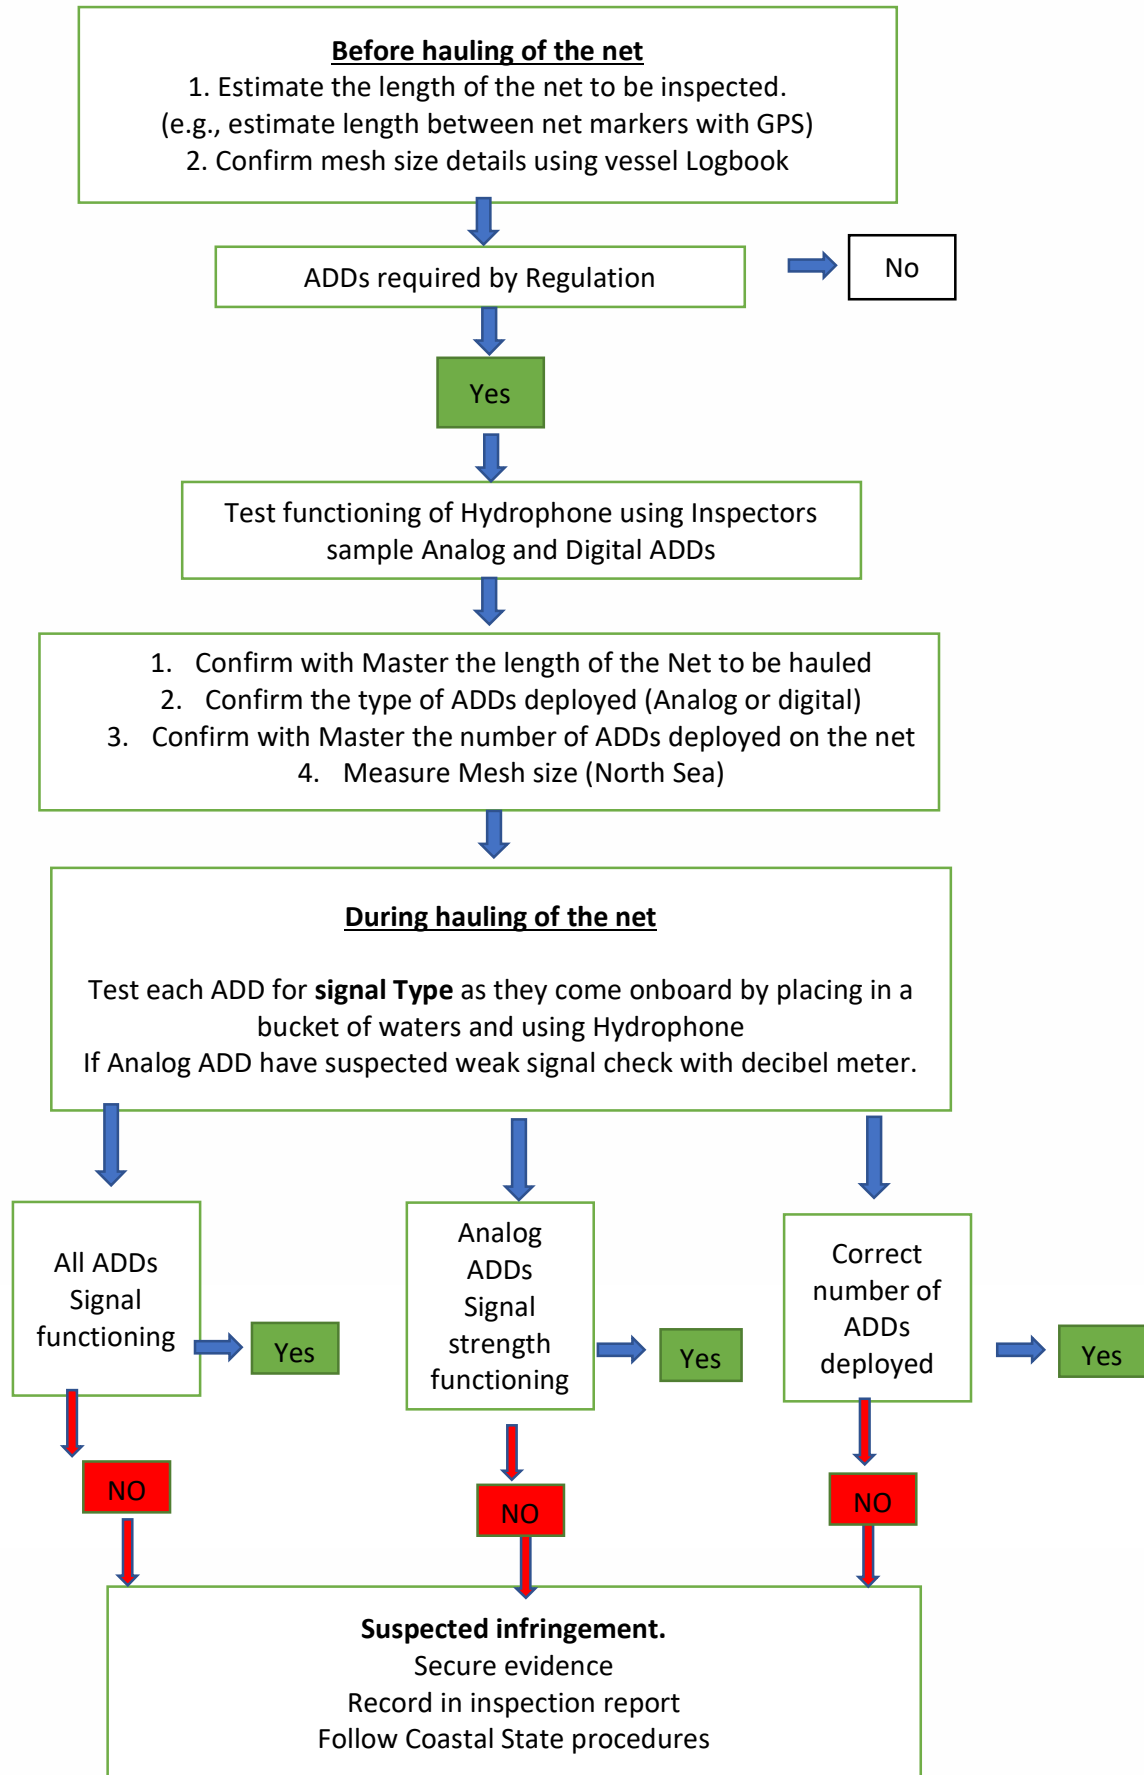 Before hauling of the net
1. Estimate the length of the net to be inspected.
(e.g., estimate length between net markers with GPS)
2. Confirm mesh size details using vessel Logbook
ADDs required by Regulation
No
Yes
Test functioning of Hydrophone using Inspectors
sample Analog and Digital ADDs
1. Confirm with Master the length of the Net to be hauled
2. Confirm the type of ADDs deployed (Analog or digital)
3. Confirm with Master the number of ADDs deployed on the net
4. Measure Mesh size (North Sea)
During hauling of the net
Test each ADD for signal Type as they come onboard by placing in a
bucket of waters and using Hydrophone
If Analog ADD have suspected weak signal check with decibel meter.
All ADDs
Signal
functioning
Yes
Analog
ADDs
Signal
strength
functioning
Yes
Correct
number of
ADDs
deployed
Yes
NO
NO
NO
Suspected infringement.
Secure evidence
Record in inspection report
Follow Coastal State procedures